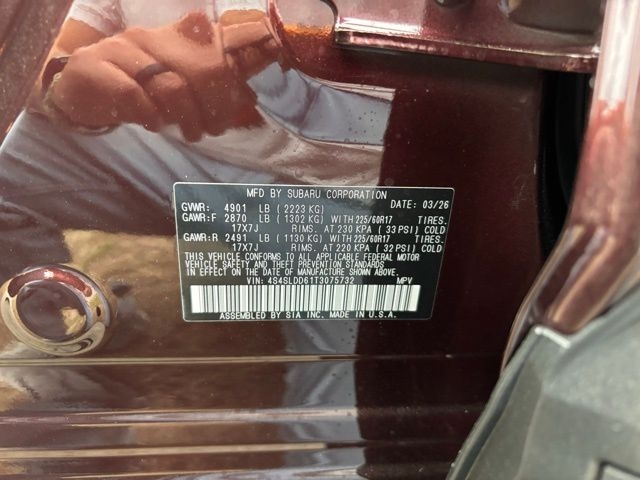 MFD BY SUBARU CORPORATION DATE: 03/26
GVWR: 4901 LB (2223 KG)
GAWR:F 2870 LB (1302 KG) WITH 225/60R17 TIRES.
17X7J RIMS. AT 230 KPA (33 PSI) COLD
GAWR:R 2491 LB (1130 KG) WITH 225/60R17 TIRES.
17X7J RIMS. AT 220 KPA (32 PSI) COLD
THIS VEHICLE CONFORMS TO ALL APPLICABLE FEDERAL MOTOR
VEHICLE SAFETY AND THEFT PREVENTION STANDARDS
IN EFFECT ON THE DATE OF MANUFACTURE SHOWN ABOVE.
VIN: 4S4SLDD61T3075732 MPV
ASSEMBLED BY SIA INC. MADE IN U.S.A.